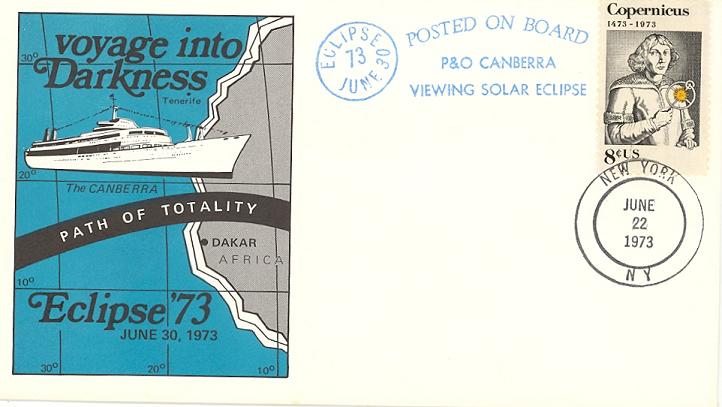 voyage into
Darkness
30°
Tenerife
20°
The CANBERRA
PATH OF TOTALITY
DAKAR
AFRICA
10°
Eclipse '73
JUNE 30, 1973
30° 20° 10°
ECLIPSE
73
JUNE 30
POSTED ON BOARD
P&O CANBERRA
VIEWING SOLAR ECLIPSE
Copernicus
1473-1973
8¢US
NEW YORK
JUNE
22
1973
NY